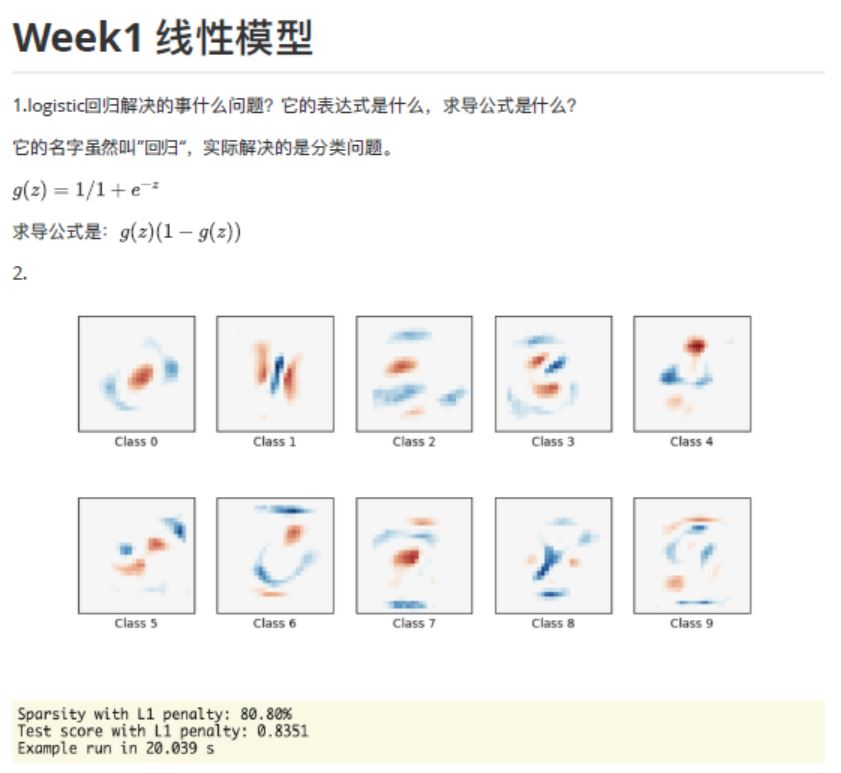 Week1 线性模型
1.logistic回归解决的事什么问题？它的表达式是什么，求导公式是什么？
它的名字虽然叫“回归”，实际解决的是分类问题。
g(z) = 1/1 + e^{-z}
求导公式是：g(z)(1 − g(z))
2.
Class 0 Class 1 Class 2 Class 3 Class 4
Class 5 Class 6 Class 7 Class 8 Class 9
Sparsity with L1 penalty: 80.80%
Test score with L1 penalty: 0.8351
Example run in 20.039 s